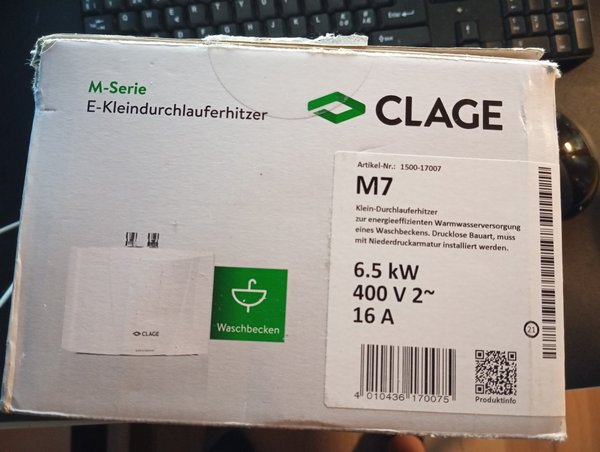 M-Serie
E-Kleindurchlauferhitzer
CLAGE
Artikel-Nr.: 1500-17007
M7
Klein-Durchlauferhitzer
zur energieeffizienten Warmwasserversorgung
eines Waschbeckens. Drucklose Bauart, muss
mit Niederdruckarmatur installiert werden.
6.5 kW
400 V 2~
16 A
21
CLAGE
Waschbecken
4 010436 170075
Produktinfo